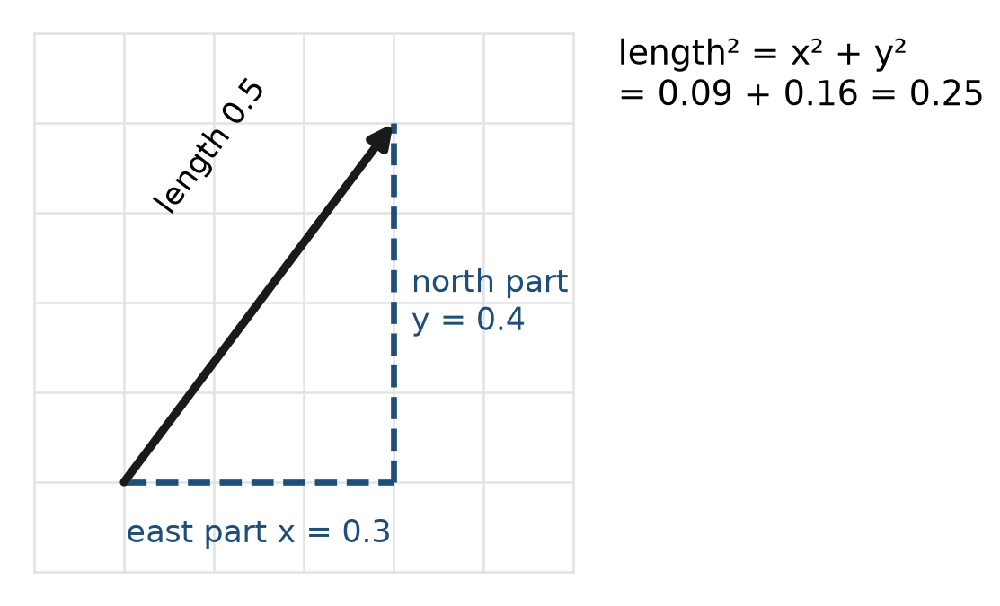 length² = x² + y²
= 0.09 + 0.16 = 0.25
length 0.5
north part
y = 0.4
east part x = 0.3